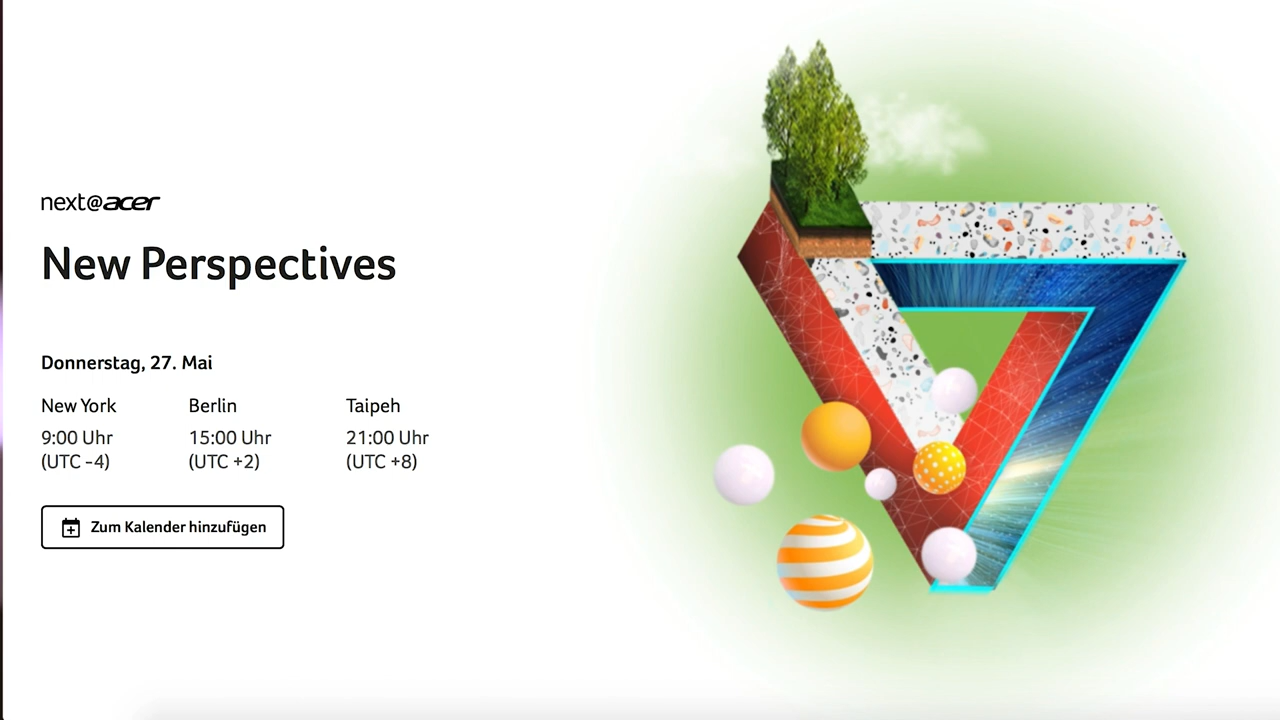 next@acer
New Perspectives
Donnerstag, 27. Mai
New York Berlin Taipeh
9:00 Uhr 15:00 Uhr 21:00 Uhr
(UTC -4) (UTC +2) (UTC +8)
Zum Kalender hinzufügen